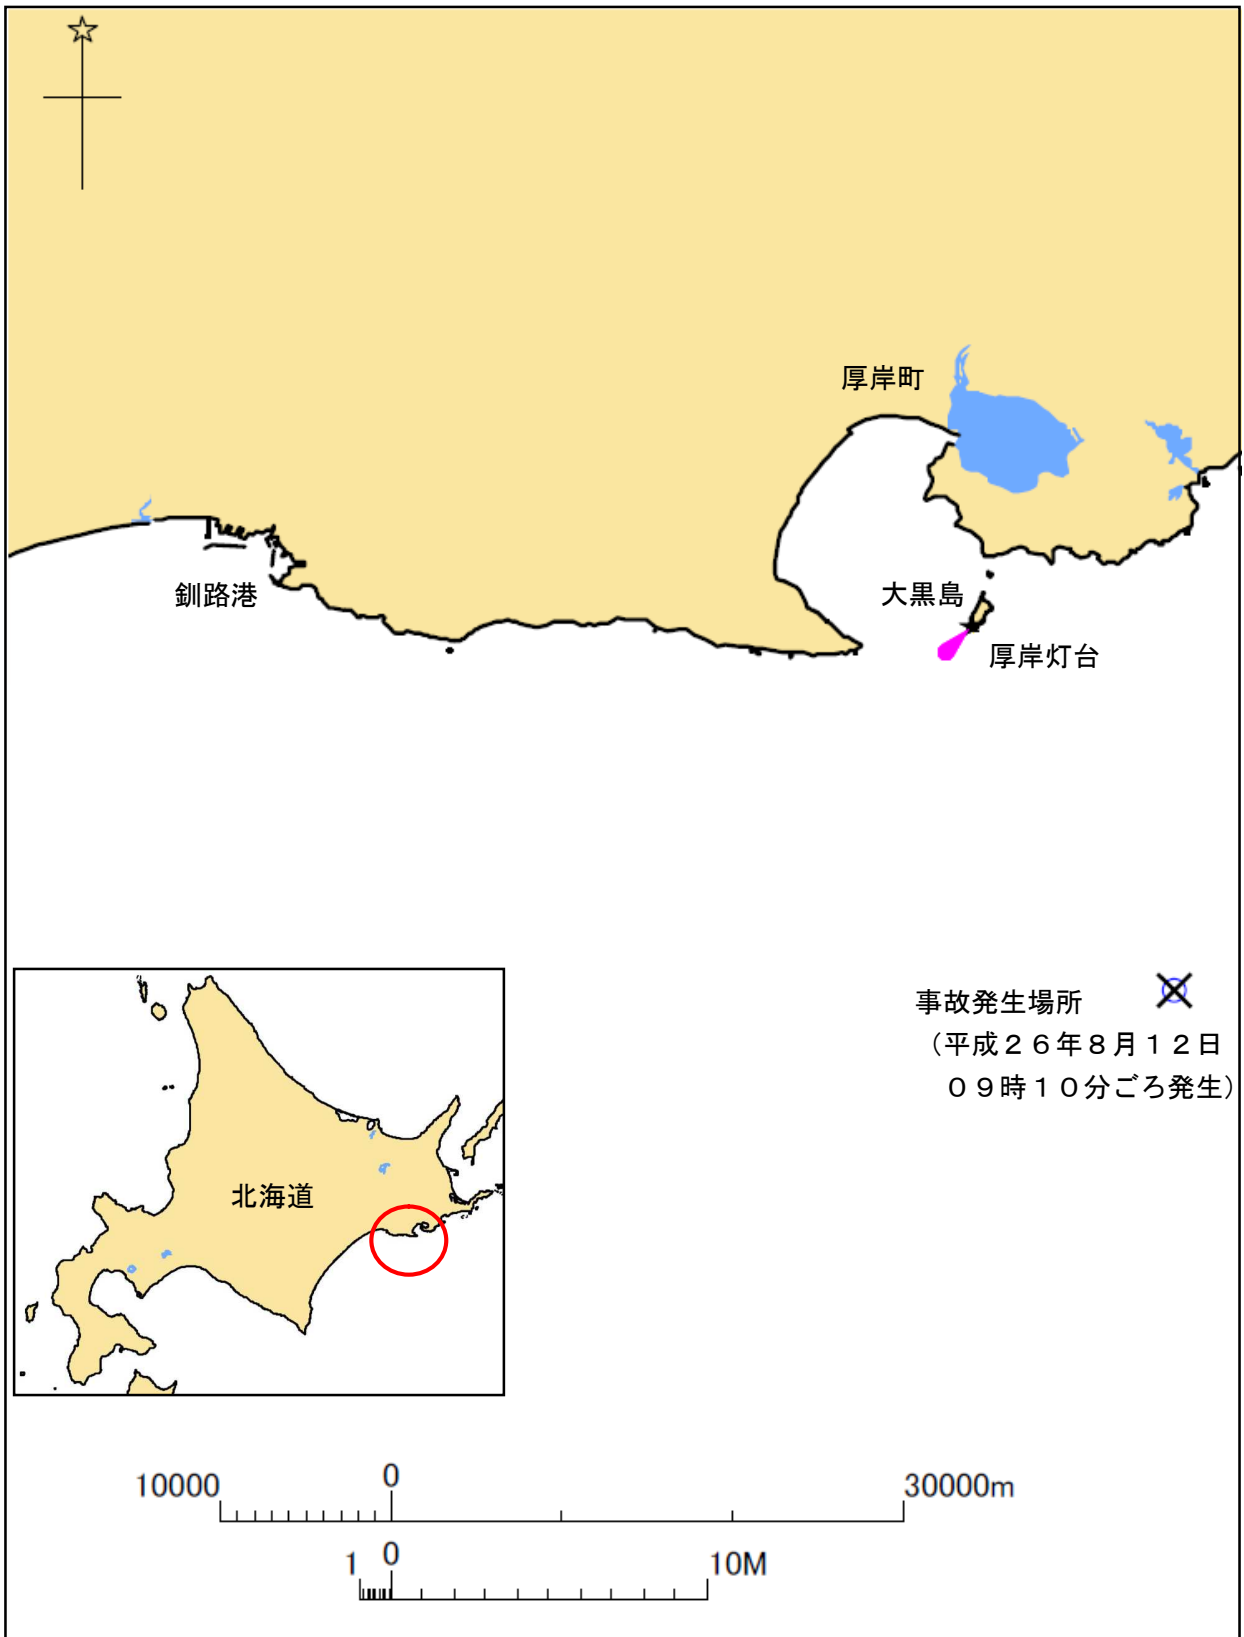 厚岸町
釧路港
大黒島
厚岸灯台
事故発生場所
（平成２６年８月１２日
０９時１０分ごろ発生）
北海道
10000 0 30000m
1 0 10M